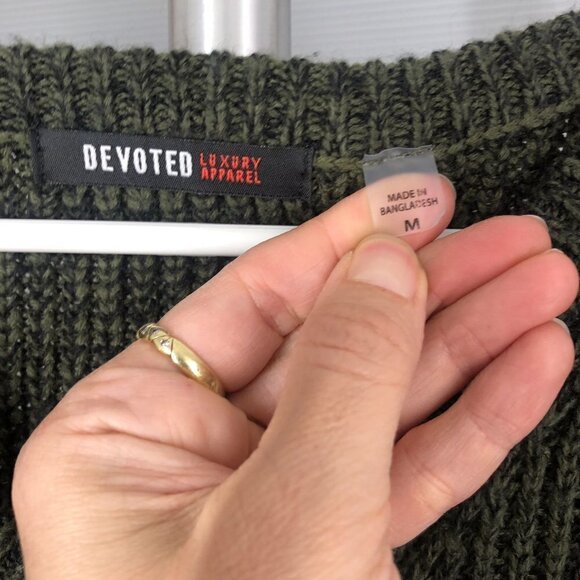 DEVOTED LUXURY
APPAREL
MADE IN
BANGLADESH
M